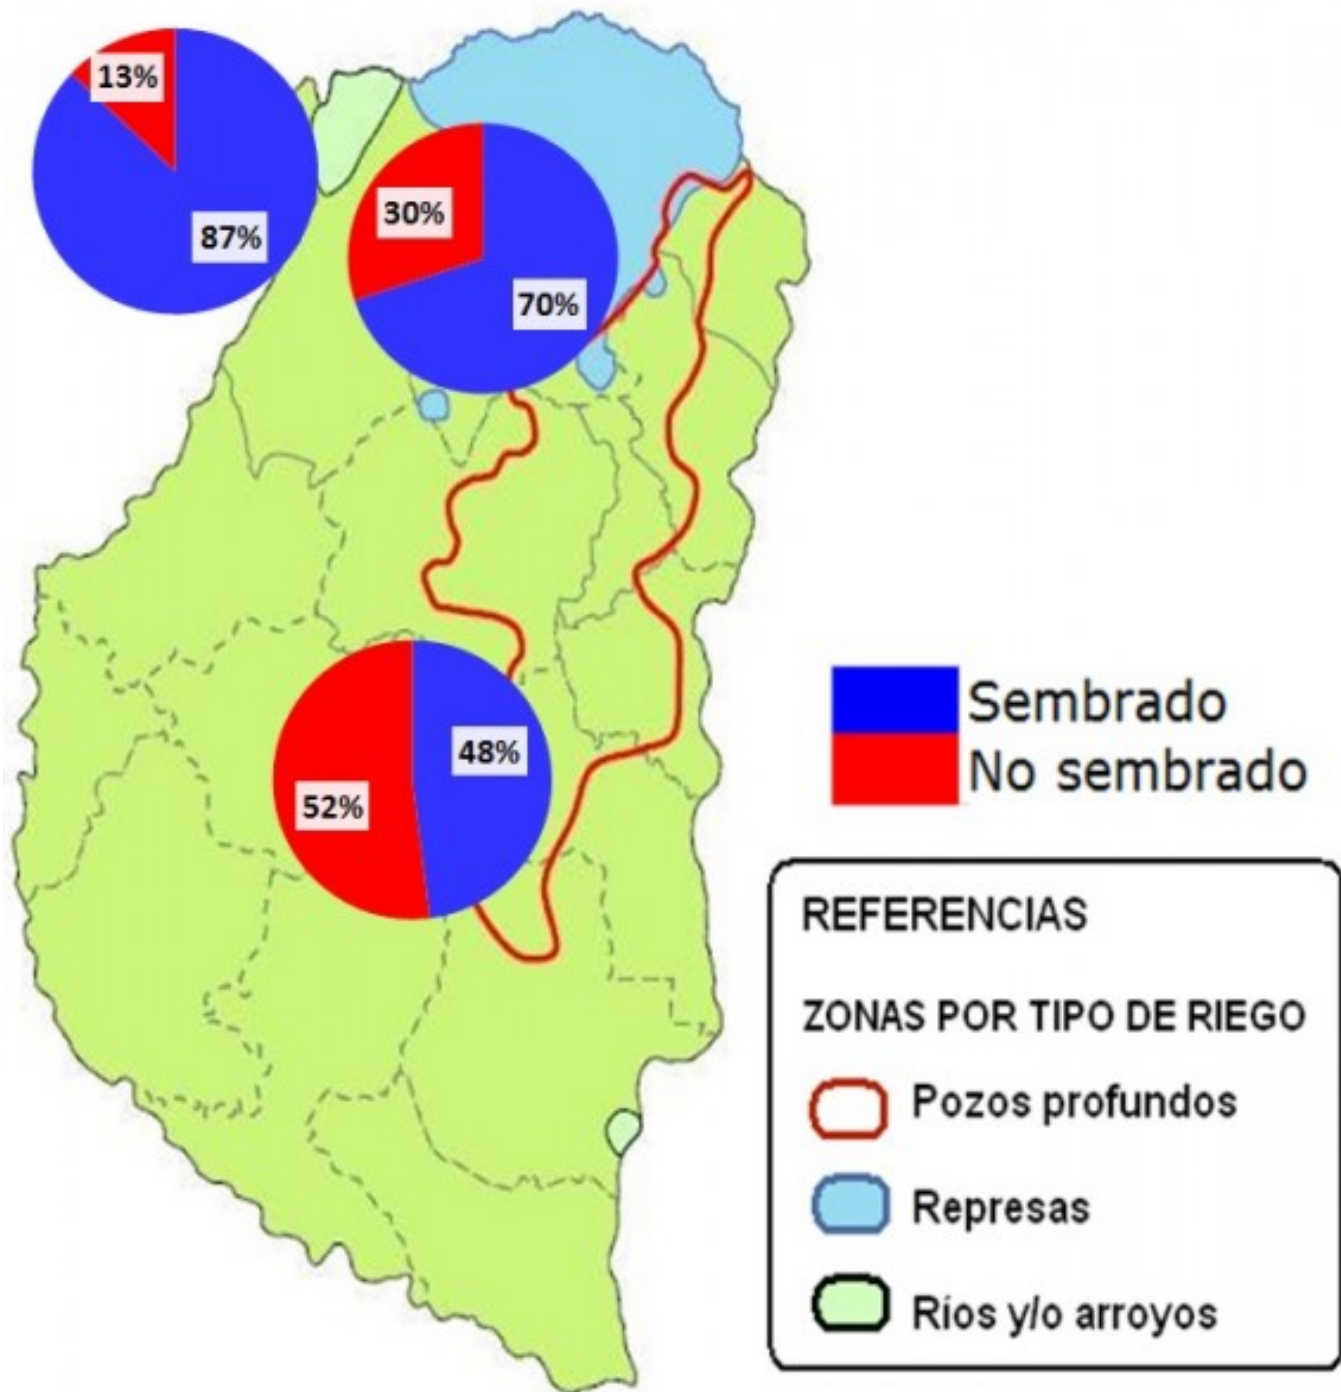 13%
87%
30%
70%
48%
52%
Sembrado
No sembrado
REFERENCIAS
ZONAS POR TIPO DE RIEGO
Pozos profundos
Represas
Ríos y/o arroyos